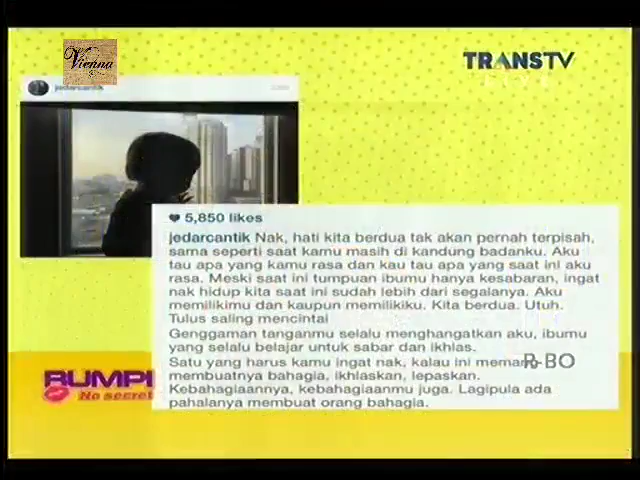 Vienna
TRANSTV
jedarcantik
5,850 likes
jedarcantik Nak, hati kita berdua tak akan pernah terpisah,
sama seperti saat kamu masih di kandung badanku. Aku
tau apa yang kamu rasa dan kau tau apa yang saat ini aku
rasa. Meski saat ini tumpuan ibumu hanya kesabaran, ingat
nak hidup kita saat ini sudah lebih dari segalanya. Aku
memilikimu dan kaupun memilikiku. Kita berdua. Utuh.
Tulus saling mencintai
Genggaman tanganmu selalu menghangatkan aku, ibumu
yang selalu belajar untuk sabar dan ikhlas.
Satu yang harus kamu ingat nak, kalau ini memang
membuatnya bahagia, ikhlaskan, lepaskan.
Kebahagiaannya, kebahagiaanmu juga. Lagipula ada
pahalanya membuat orang bahagia.
R-BO
RUMPI
No secret